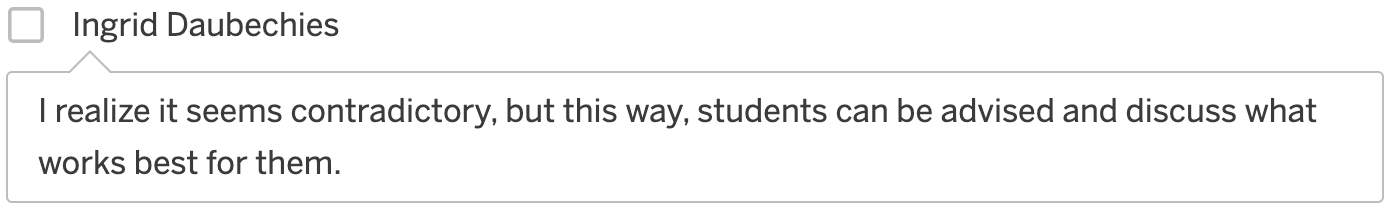 Ingrid Daubechies
I realize it seems contradictory, but this way, students can be advised and discuss what
works best for them.